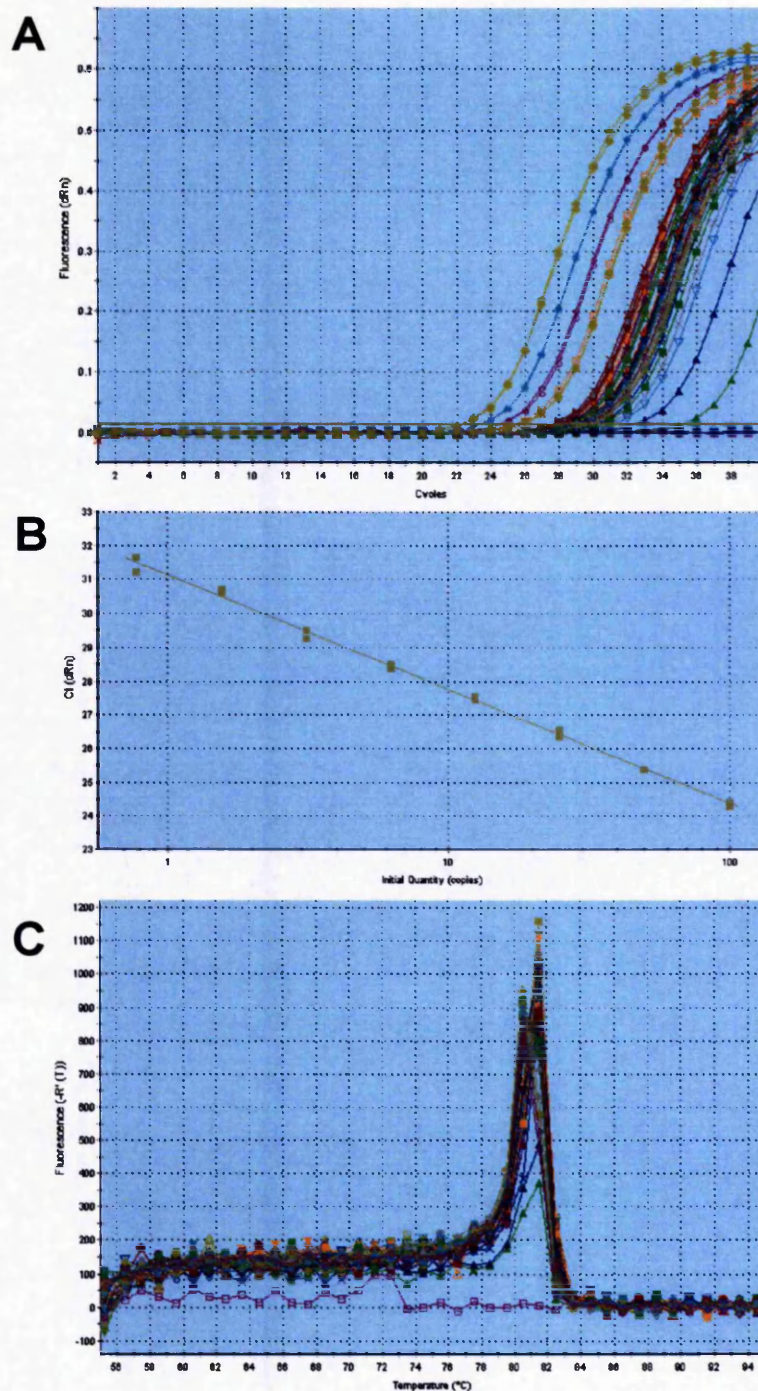 A
0.6
0.5
0.4
0.3
0.2
0.1
0.0
Fluorescence (dRn)
2 4 6 8 10 12 14 16 18 20 22 24 26 28 30 32 34 36 38
Cycles
B
33
32
31
30
29
28
27
26
25
24
23
Ct (dRn)
1 10 100
Initial Quantity (copies)
C
1200
1100
1000
900
800
700
600
500
400
300
200
100
0
-100
Fluorescence (-R' (T))
56 58 60 62 64 66 68 70 72 74 76 78 80 82 84 86 88 90 92 94
Temperature (°C)